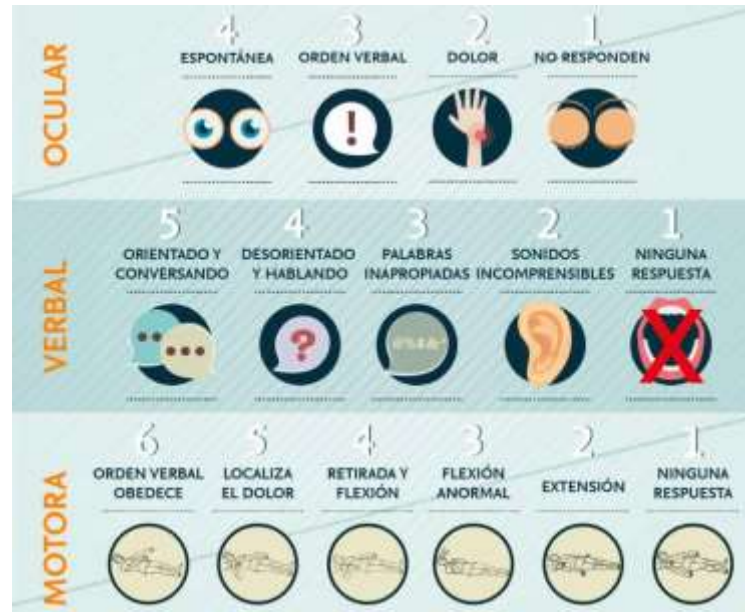 OCULAR
4 3 2 1
ESPONTÁNEA ORDEN VERBAL DOLOR NO RESPONDEN
!
VERBAL
5 4 3 2 1
ORIENTADO Y DESORIENTADO PALABRAS SONIDOS NINGUNA
CONVERSANDO Y HABLANDO INAPROPIADAS INCOMPRENSIBLES RESPUESTA
?
MOTORA
6 5 4 3 2 1
ORDEN VERBAL LOCALIZA RETIRADA Y FLEXIÓN EXTENSIÓN NINGUNA
OBEDECE EL DOLOR FLEXIÓN ANORMAL RESPUESTA